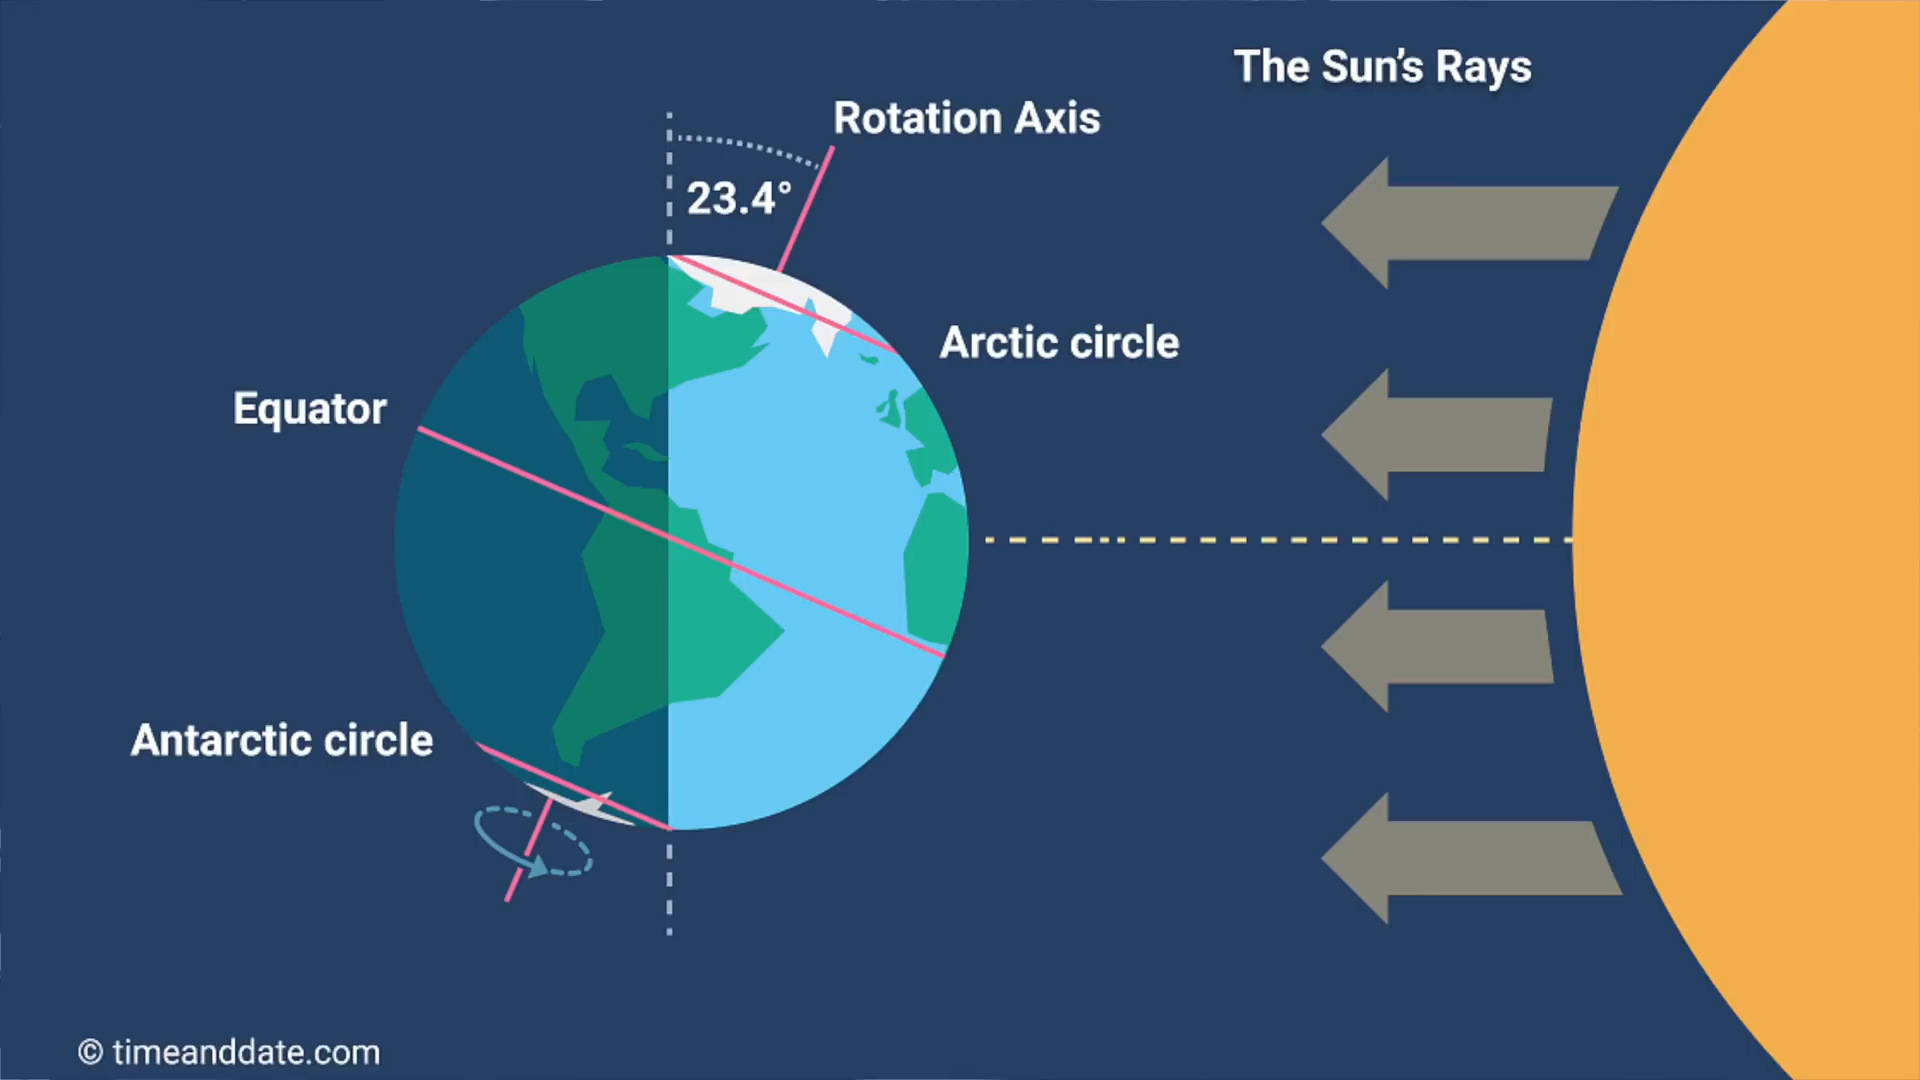 The Sun's Rays
Rotation Axis
23.4°
Arctic circle
Equator
Antarctic circle
© timeanddate.com